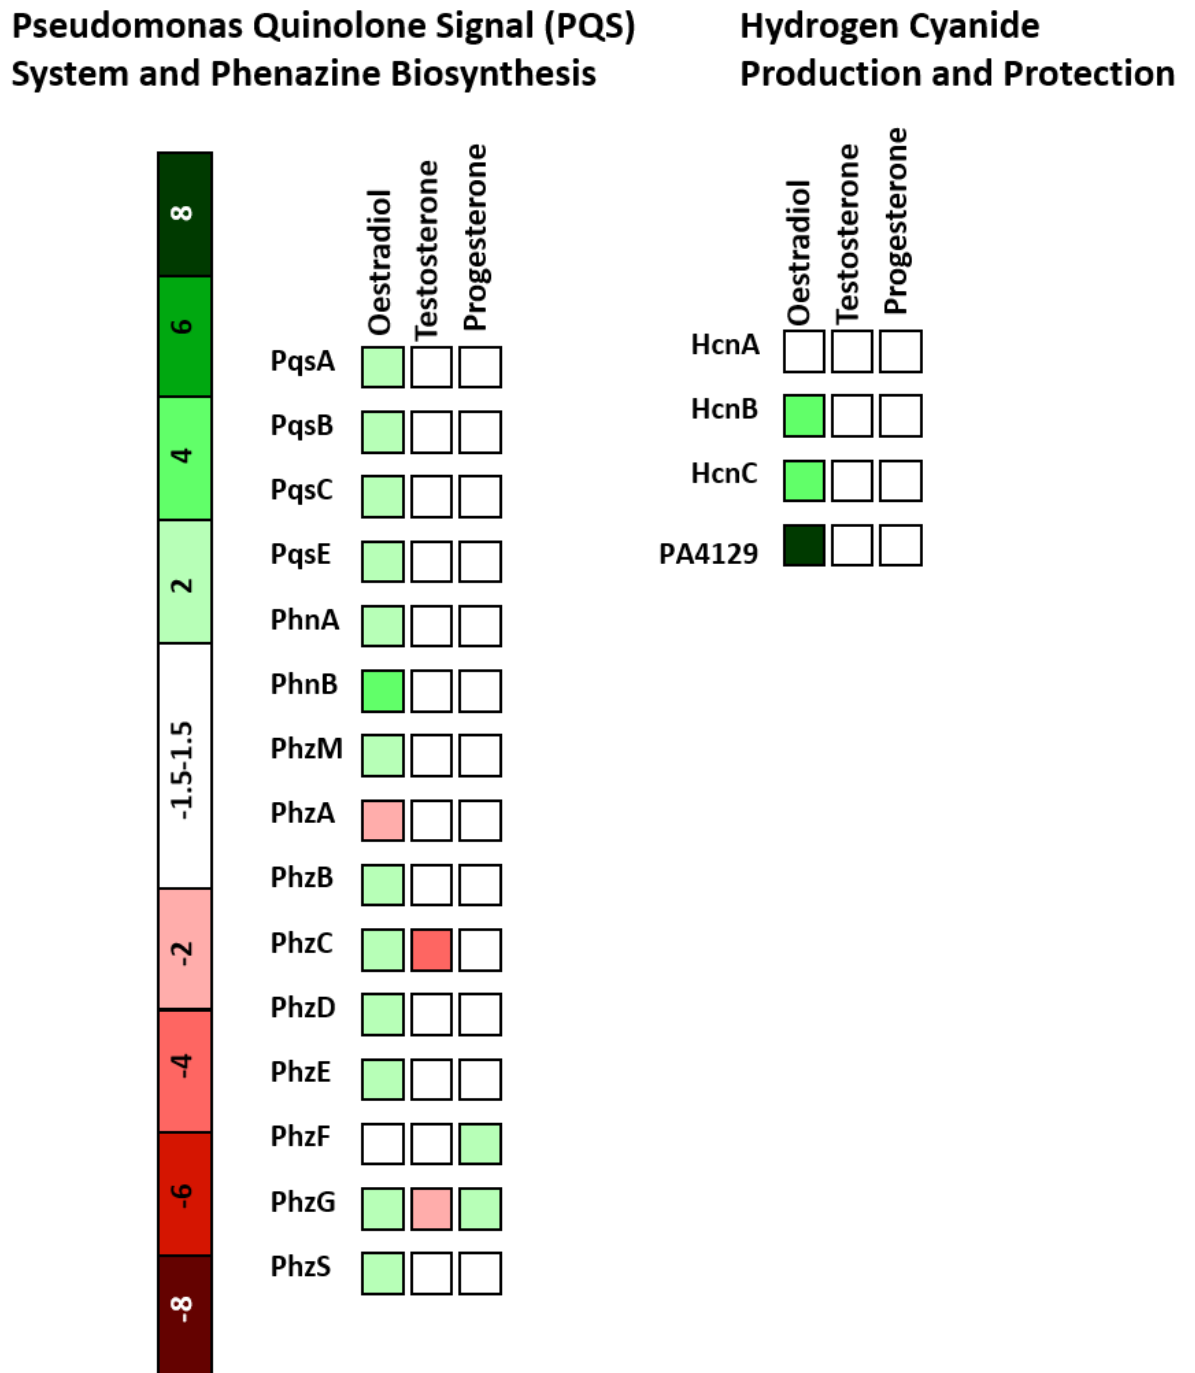 Pseudomonas Quinolone Signal (PQS)
System and Phenazine Biosynthesis
8
6
4
2
-1.5-1.5
-2
-4
-6
-8
Oestradiol
Testosterone
Progesterone
PqsA
PqsB
PqsC
PqsE
PhnA
PhnB
PhzM
PhzA
PhzB
PhzC
PhzD
PhzE
PhzF
PhzG
PhzS
Hydrogen Cyanide
Production and Protection
Oestradiol
Testosterone
Progesterone
HcnA
HcnB
HcnC
PA4129